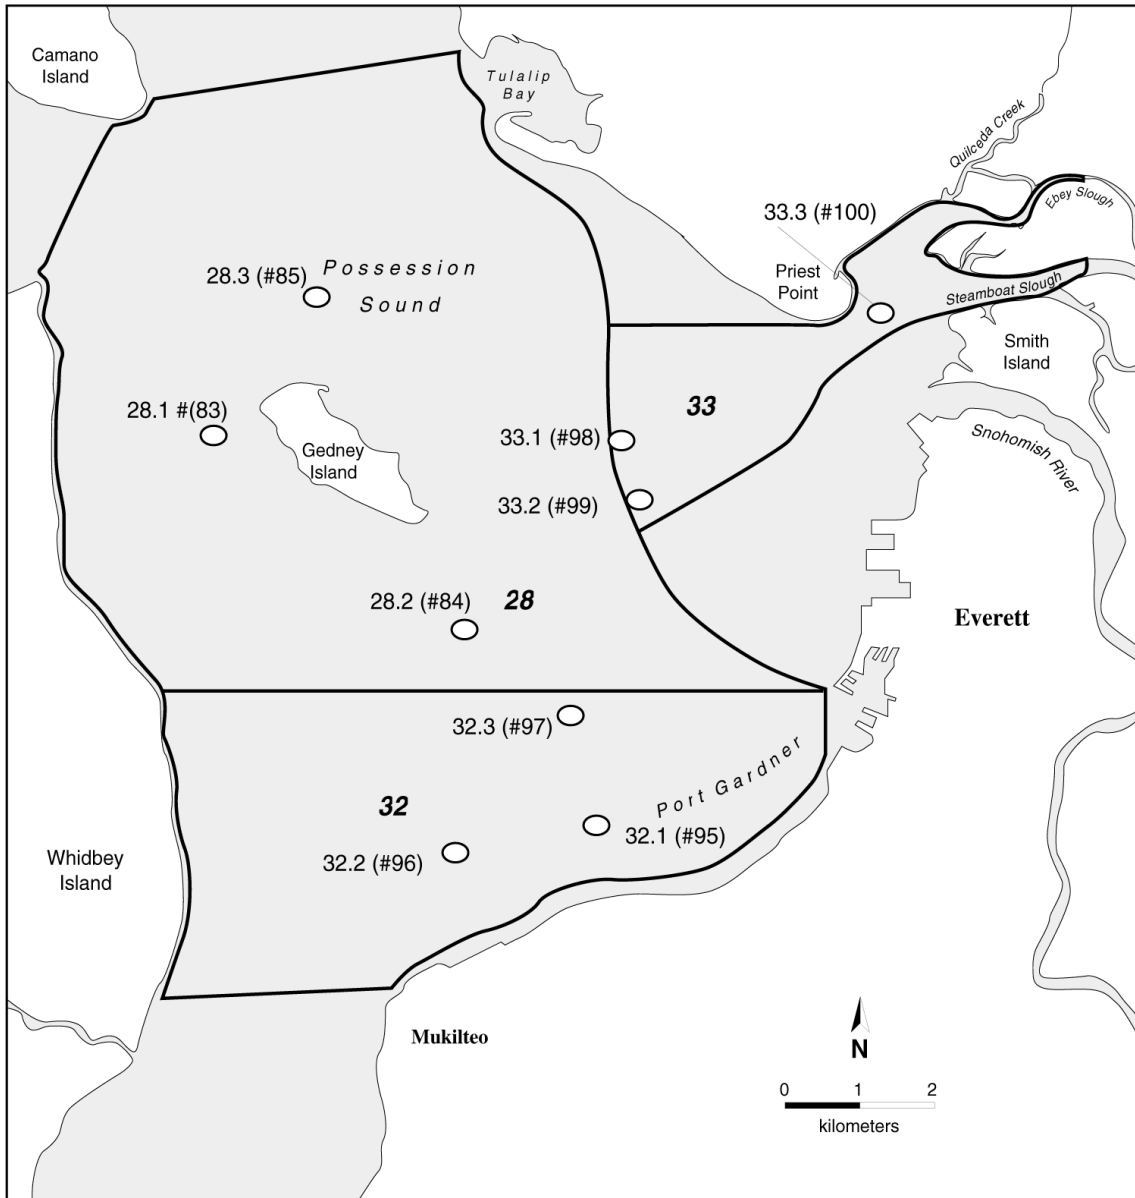 Camano
Island
Tulalip
Bay
Quilceda Creek
Ebey Slough
33.3 (#100)
Priest
Point
28.3 (#85)
Possession
Sound
Steamboat Slough
Smith
Island
28.1 #(83)
33
Gedney
Island
33.1 (#98)
Snohomish River
33.2 (#99)
28.2 (#84)
28
Everett
32.3 (#97)
Port Gardner
32
32.1 (#95)
32.2 (#96)
Whidbey
Island
Mukilteo
N
0 1 2
kilometers